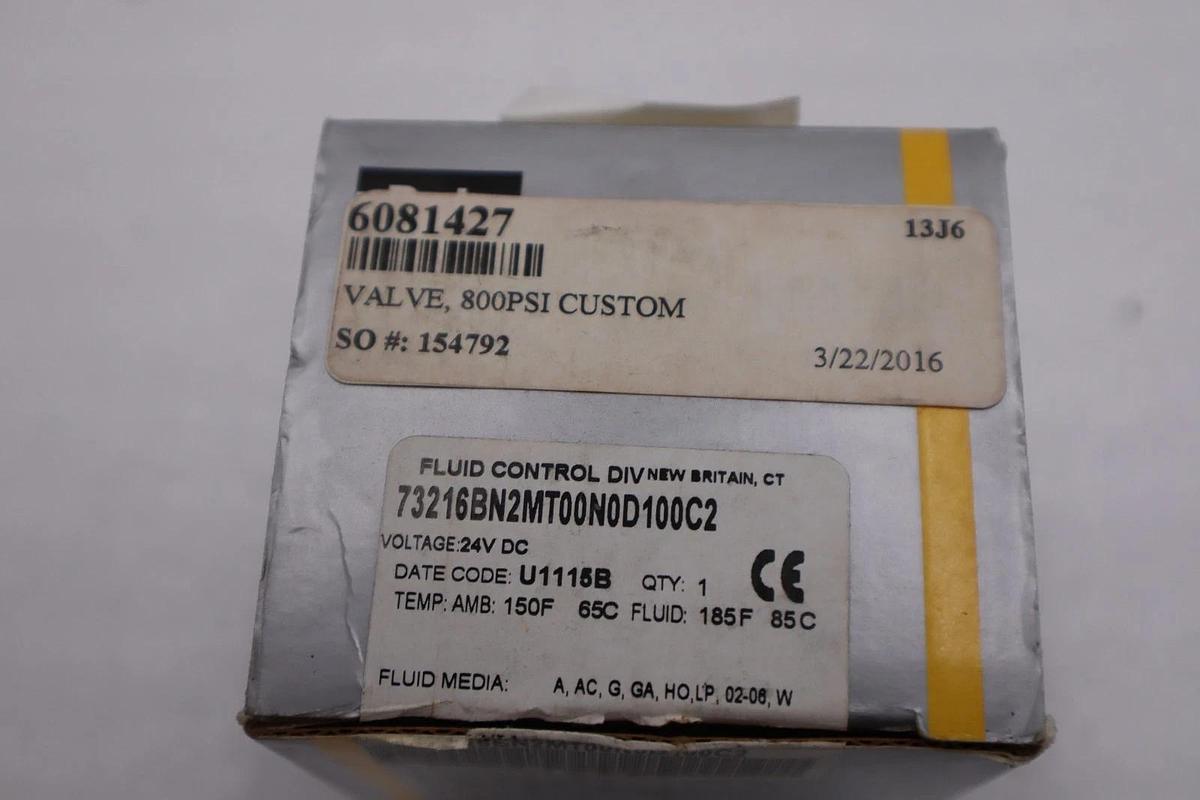 6081427
13J6
VALVE, 800PSI CUSTOM
SO #: 154792
3/22/2016
FLUID CONTROL DIV NEW BRITAIN, CT
73216BN2MT00N0D100C2
VOLTAGE:24V DC
DATE CODE: U1115B QTY: 1 CE
TEMP: AMB: 150F 65C FLUID: 185F 85C
FLUID MEDIA: A, AC, G, GA, HO,LP, 02-06, W